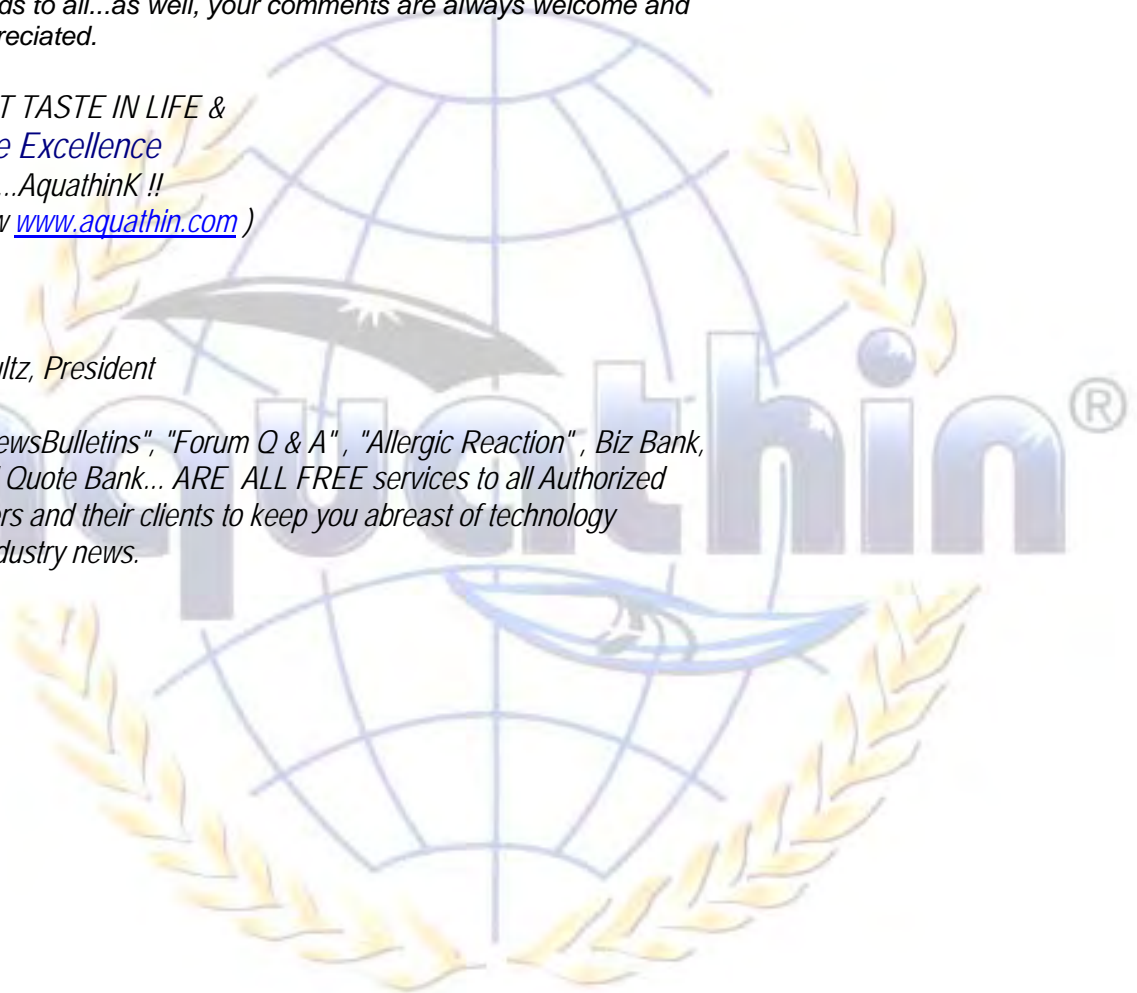 ds to all...as well, your comments are always welcome and
reciated.
T TASTE IN LIFE &
e Excellence
...AquathinK !!
w www.aquathin.com )
ltz, President
aquathin®
ewsBulletins", "Forum Q & A" , "Allergic Reaction" , Biz Bank,
Quote Bank... ARE ALL FREE services to all Authorized
rs and their clients to keep you abreast of technology
dustry news.